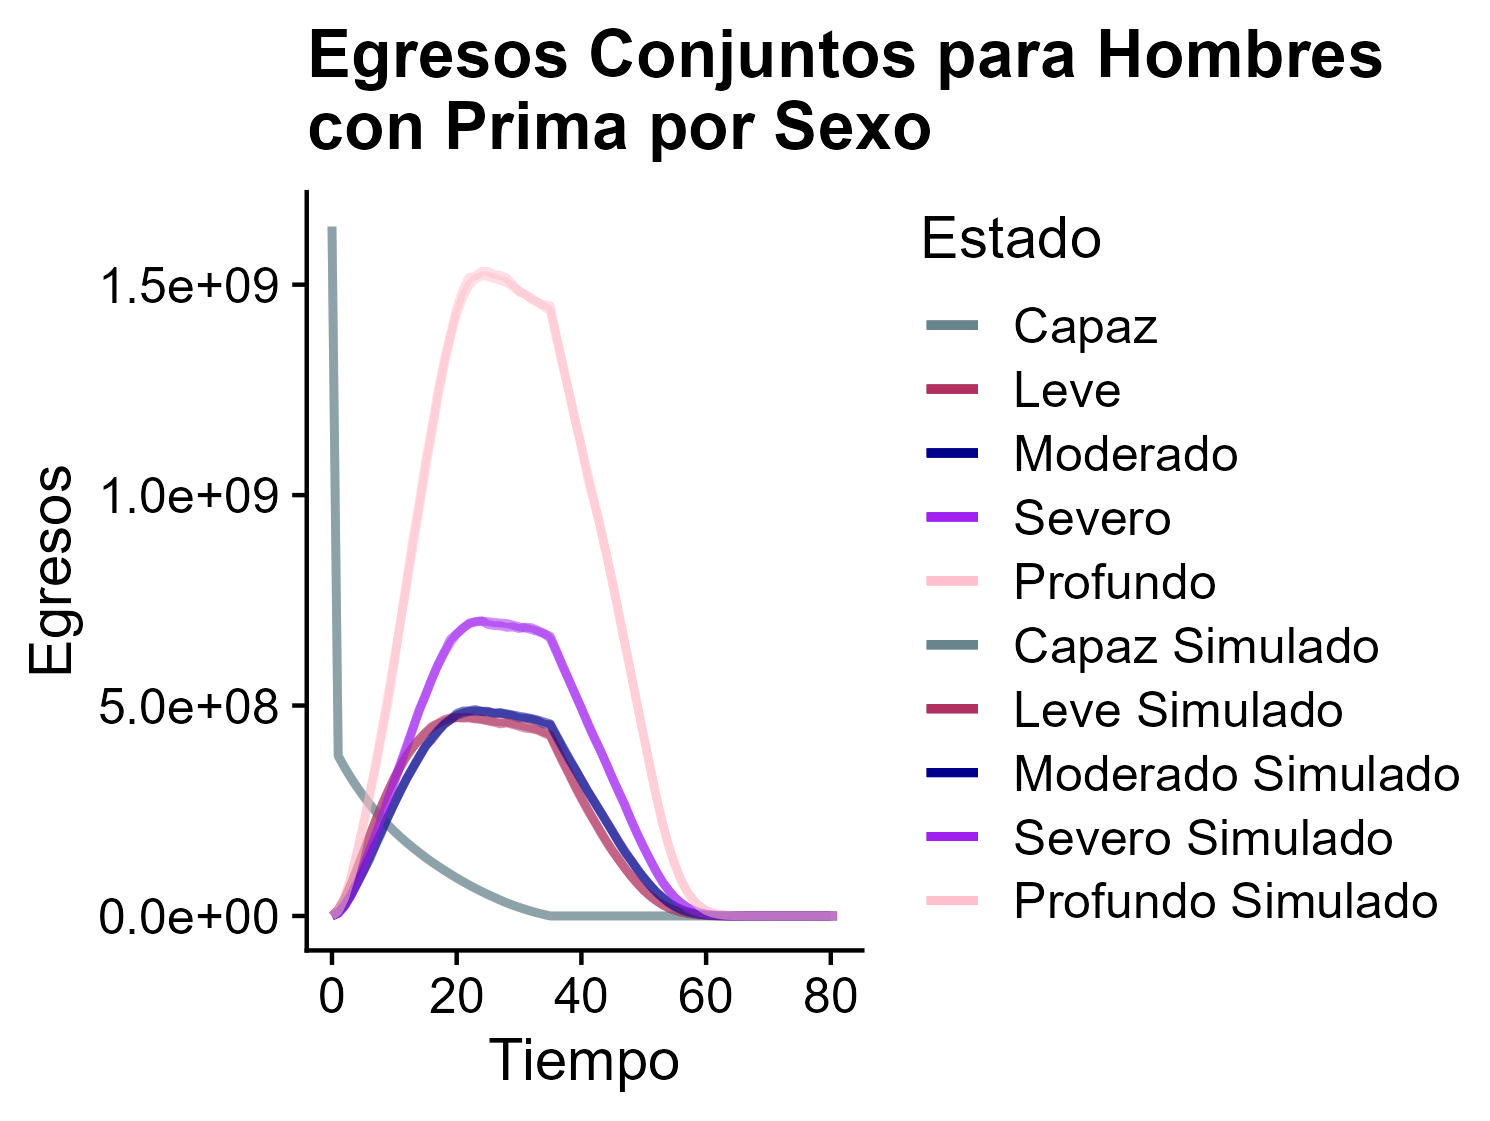 Egresos Conjuntos para Hombres
con Prima por Sexo
Egresos
1.5e+09
1.0e+09
5.0e+08
0.0e+00
0 20 40 60 80
Tiempo
Estado
Capaz
Leve
Moderado
Severo
Profundo
Capaz Simulado
Leve Simulado
Moderado Simulado
Severo Simulado
Profundo Simulado